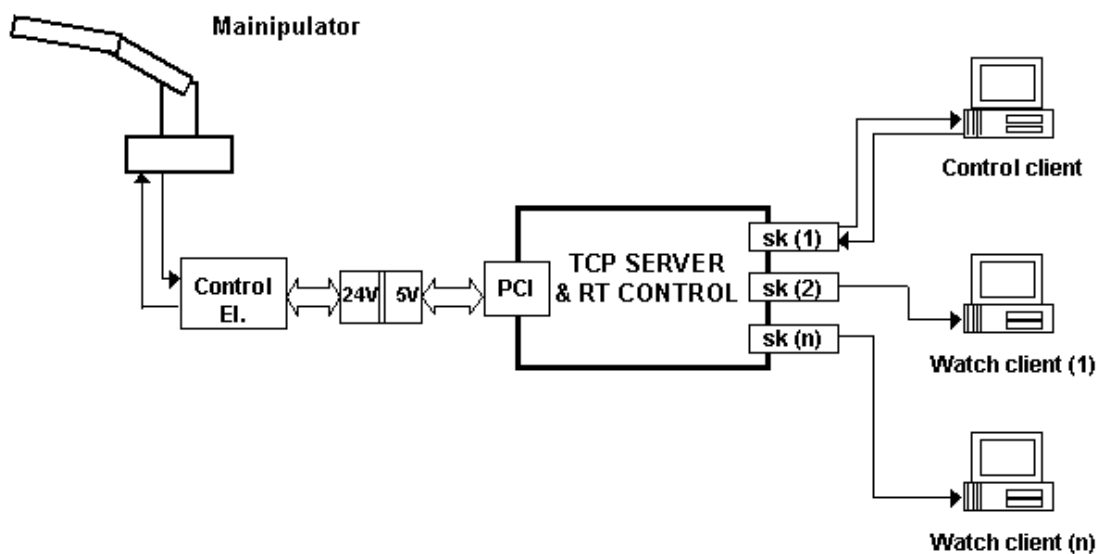 Mainipulator
Control client
sk (1)
TCP SERVER
& RT CONTROL
PCI
Control
El.
24V
5V
sk (2)
sk (n)
Watch client (1)
Watch client (n)